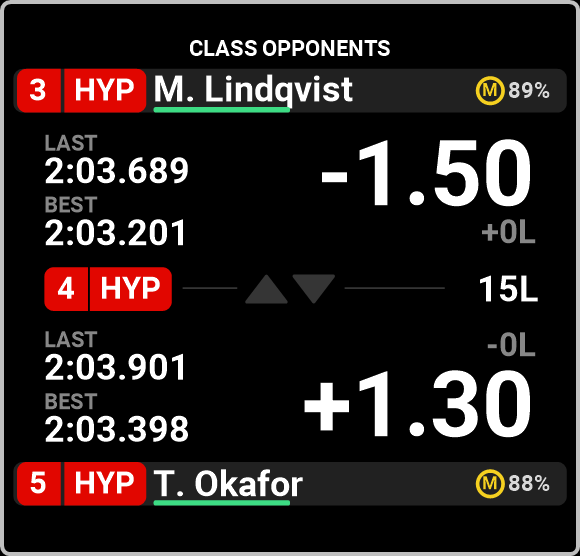 CLASS OPPONENTS
3 HYP M. Lindqvist M 89%
LAST
2:03.689
-1.50
BEST
2:03.201
+0L
4 HYP 15L
LAST
-0L
2:03.901
+1.30
BEST
2:03.398
5 HYP T. Okafor M 88%